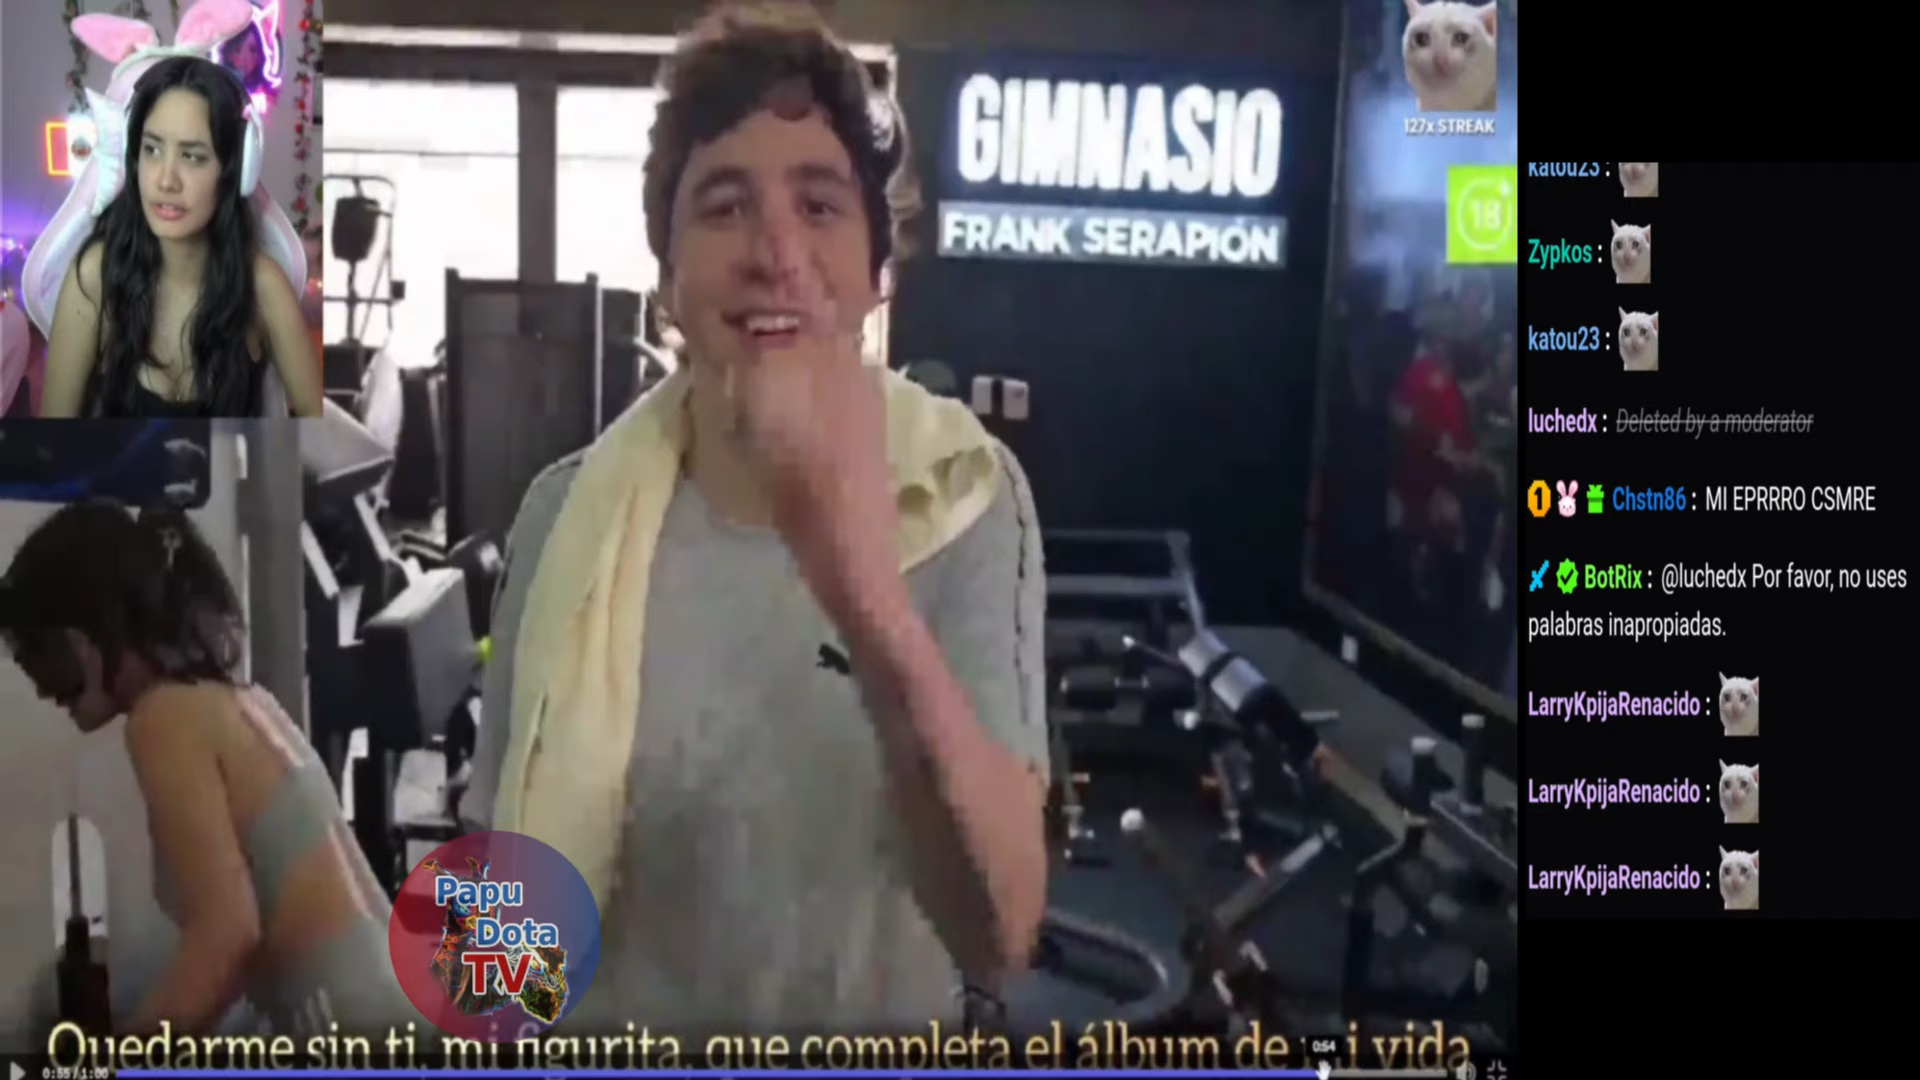 GIMNASIO
FRANK SERAPIÓN
127x STREAK
18
Papu
Dota
TV
Quedarme sin ti, mi figurita, que completa el álbum de mi vida
0:54
0:55 / 1:00
katou23 :
Zypkos :
katou23 :
luchedx : Deleted by a moderator
1 Chstn86 : MI EPRRRO CSMRE
BotRix : @luchedx Por favor, no uses
palabras inapropiadas.
LarryKpijaRenacido :
LarryKpijaRenacido :
LarryKpijaRenacido :